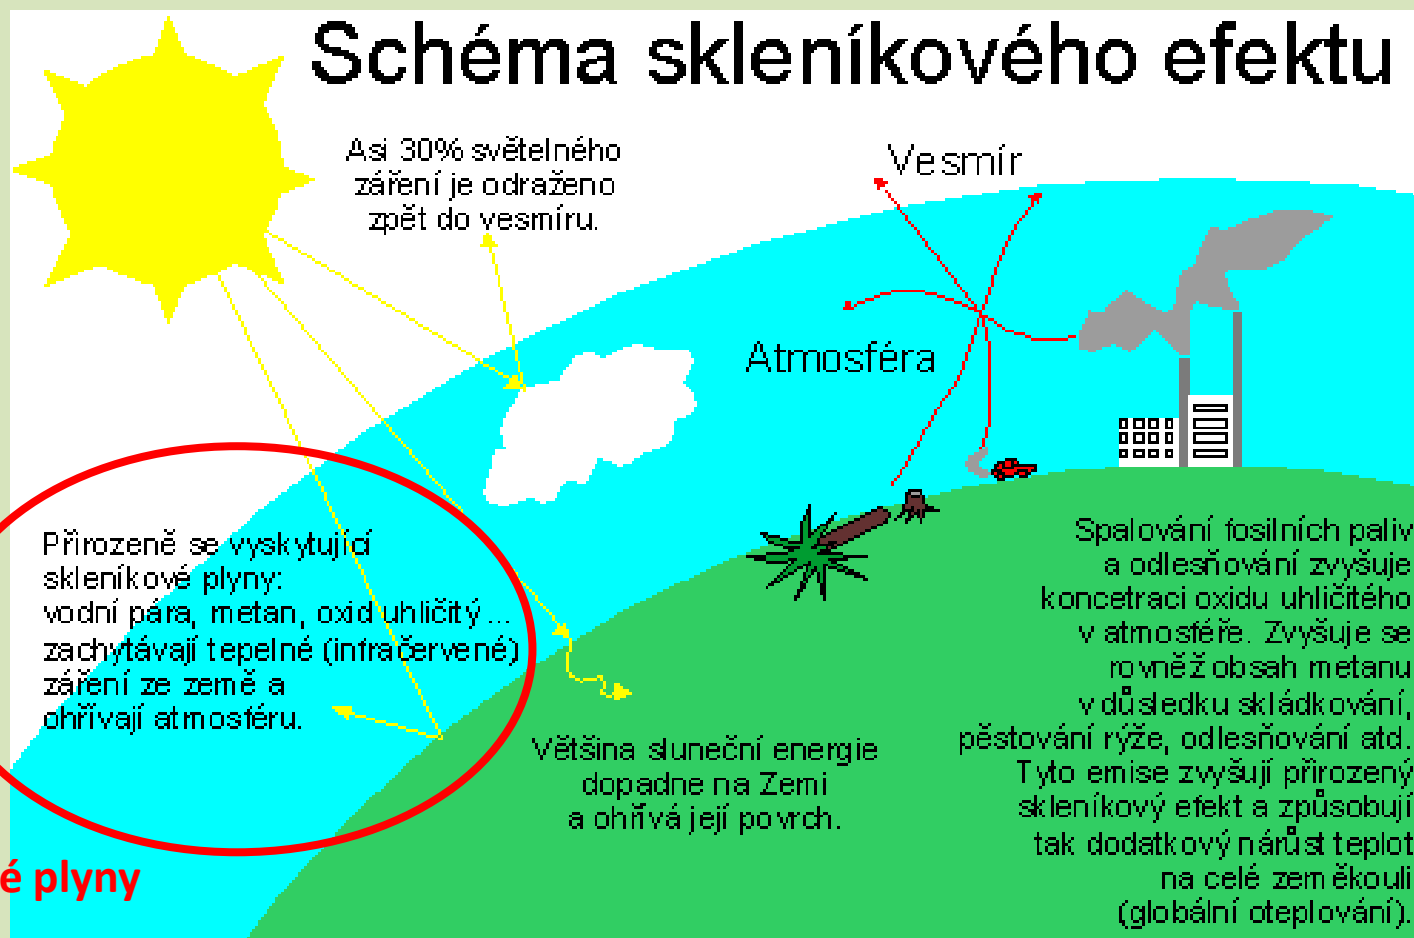 Schéma skleníkového efektu
Asi 30% světelného
záření je odraženo
zpět do vesmíru.
Vesmír
Atmosféra
Přirozeně se vyskytující
skleníkové plyny:
vodní pára, metan, oxid uhličitý ...
zachytávají tepelné (infračervené)
záření ze země a
ohřívají atmosféru.
Většina sluneční energie
dopadne na Zemi
a ohřívá její povrch.
Spalování fosilních paliv
a odlesňování zvyšuje
koncetraci oxidu uhličitého
v atmosféře. Zvyšuje se
rovněž obsah metanu
v důsledku skládkování,
pěstování rýže, odlesňování atd.
Tyto emise zvyšují přirozený
skleníkový efekt a způsobují
tak dodatkový nárůst teplot
na celé zeměkouli
(globální oteplování).
é plyny